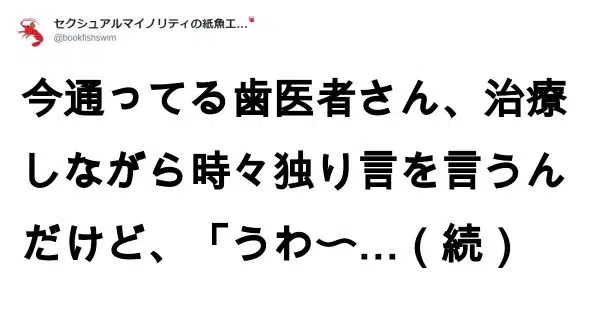 セクシュアルマイノリティの紙魚工...
@bookfishswim
今通ってる歯医者さん、治療
しながら時々独り言を言うん
だけど、「うわ〜…(続)